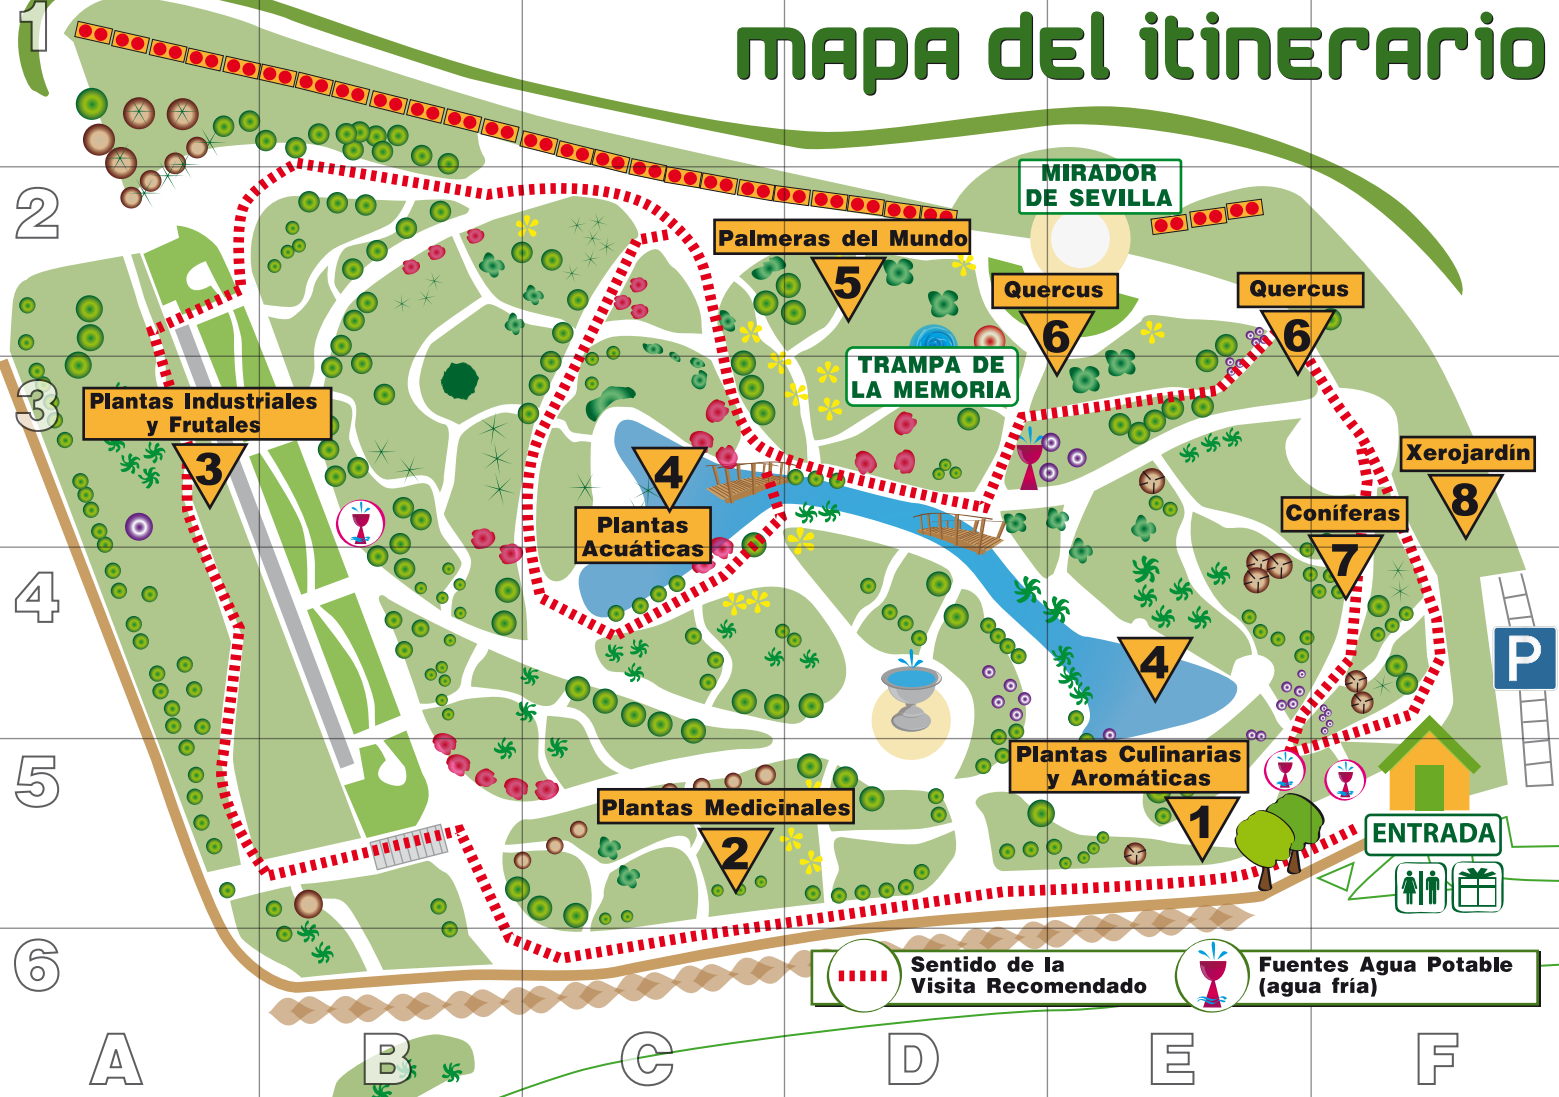 mapa del itinerario
1
2
3
4
5
6
A
B
C
D
E
F
MIRADOR
DE SEVILLA
Palmeras del Mundo
5
Quercus
6
Quercus
6
TRAMPA DE
LA MEMORIA
Plantas Industriales
y Frutales
3
4
Plantas
Acuáticas
Xerojardín
8
Coníferas
7
4
P
Plantas Culinarias
y Aromáticas
1
Plantas Medicinales
2
ENTRADA
Sentido de la
Visita Recomendado
Fuentes Agua Potable
(agua fría)